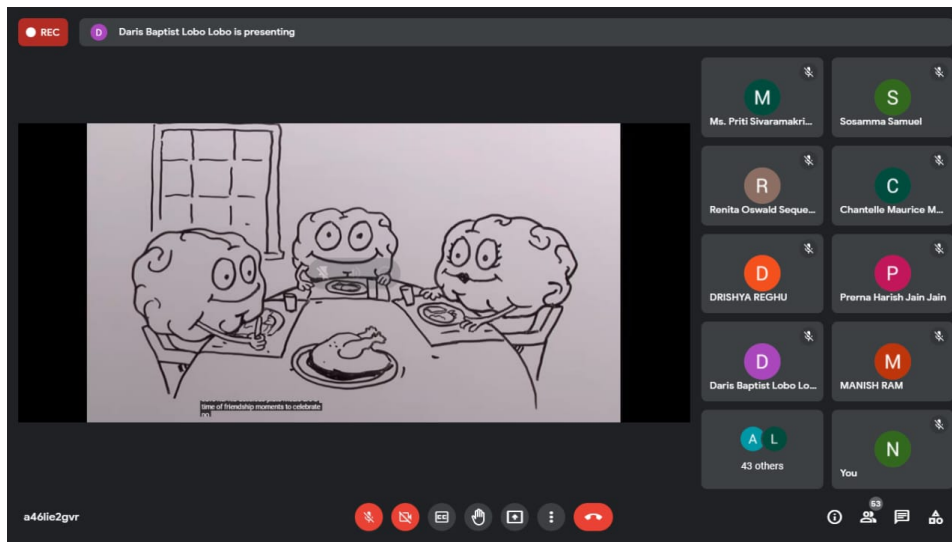 REC
D
Daris Baptist Lobo Lobo is presenting
M
Ms. Priti Sivaramakri...
S
Sosamma Samuel
R
Renita Oswald Seque...
C
Chantelle Maurice M...
D
DRISHYA REGHU
P
Prerna Harish Jain Jain
D
Daris Baptist Lobo Lo...
M
MANISH RAM
A L
43 others
N
You
time of friendship moments to celebrate
a46lie2gvr
CC
53